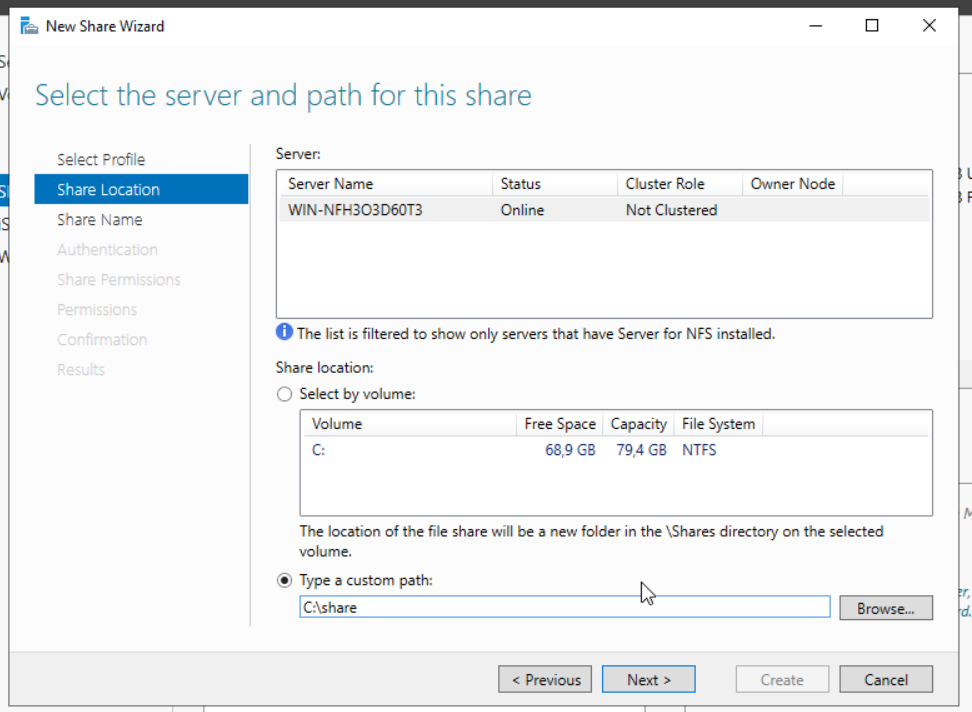 New Share Wizard
Select the server and path for this share
Select Profile
Share Location
Share Name
Authentication
Share Permissions
Permissions
Confirmation
Results
Server:
Server Name Status Cluster Role Owner Node
WIN-NFH3O3D60T3 Online Not Clustered
The list is filtered to show only servers that have Server for NFS installed.
Share location:
Select by volume:
Volume Free Space Capacity File System
C: 68,9 GB 79,4 GB NTFS
The location of the file share will be a new folder in the \Shares directory on the selected
volume.
Type a custom path:
C:\share
Browse...
< Previous Next > Create Cancel